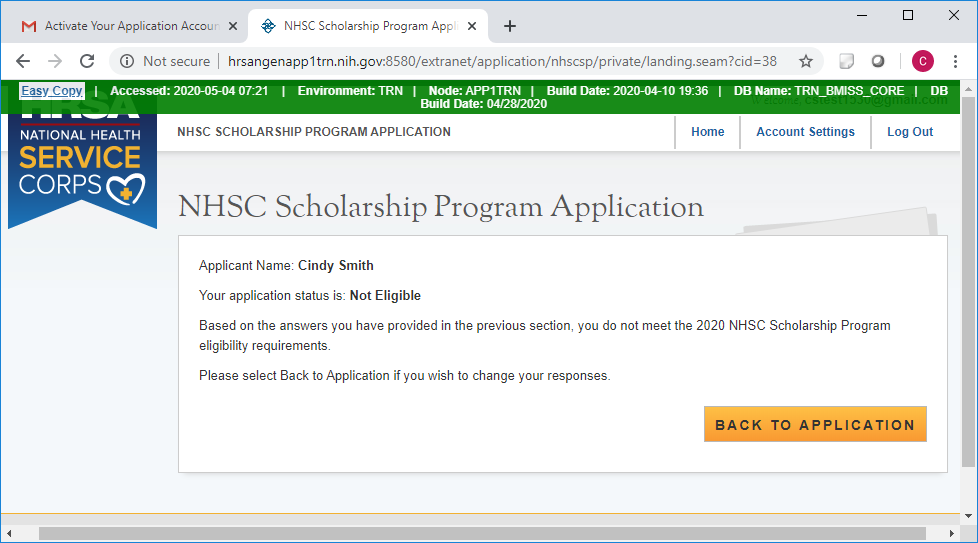 Activate Your Application Accoun
NHSC Scholarship Program Appl
Not secure | hrsangenapp1trn.nih.gov:8580/extranet/application/nhscsp/private/landing.seam?cid=38
C
Easy Copy | Accessed: 2020-05-04 07:21 | Environment: TRN | Node: APP1TRN | Build Date: 2020-04-10 19:36 | DB Name: TRN_BMISS_CORE | DB
Build Date: 04/28/2020
Welcome, cstest1530@gmail.com
HRSA
NATIONAL HEALTH
SERVICE
CORPS
NHSC SCHOLARSHIP PROGRAM APPLICATION
Home
Account Settings
Log Out
NHSC Scholarship Program Application
Applicant Name: Cindy Smith
Your application status is: Not Eligible
Based on the answers you have provided in the previous section, you do not meet the 2020 NHSC Scholarship Program
eligibility requirements.
Please select Back to Application if you wish to change your responses.
BACK TO APPLICATION